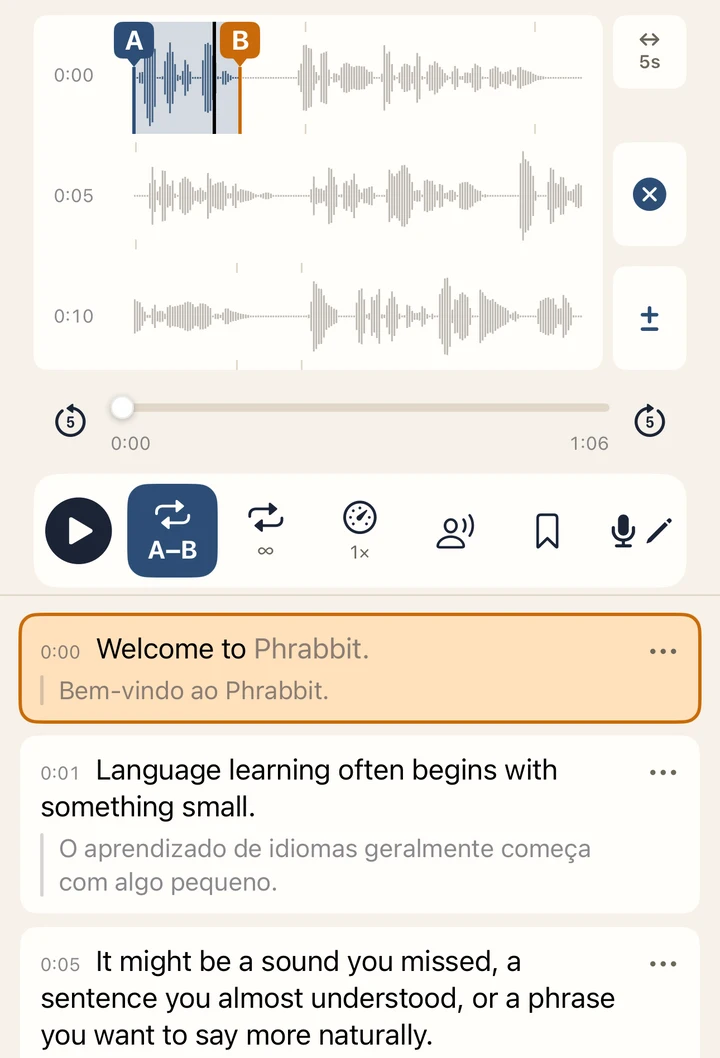 A
B
0:00
5s
0:05
0:10
±
5
5
0:00
1:06
A–B
∞
1×
0:00 Welcome to Phrabbit.
Bem-vindo ao Phrabbit.
0:01 Language learning often begins with
something small.
O aprendizado de idiomas geralmente começa
com algo pequeno.
0:05 It might be a sound you missed, a
sentence you almost understood, or a phrase
you want to say more naturally.